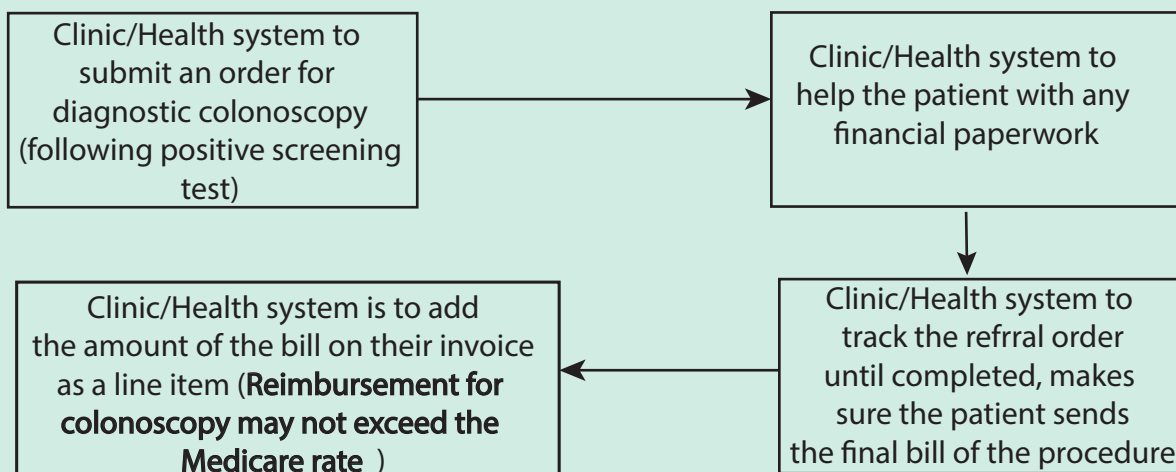 Clinic/Health system to
submit an order for
diagnostic colonoscopy
(following positive screening
test)
Clinic/Health system to
help the patient with any
financial paperwork
Clinic/Health system to
track the refrral order
until completed, makes
sure the patient sends
the final bill of the procedure
Clinic/Health system is to add
the amount of the bill on their invoice
as a line item (Reimbursement for
colonoscopy may not exceed the
Medicare rate )